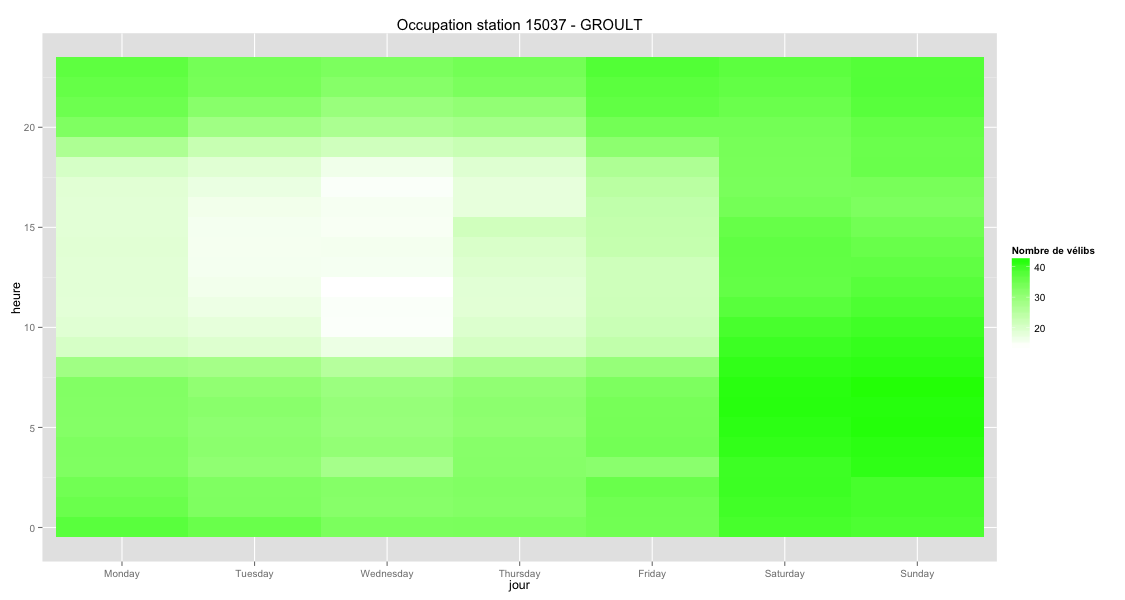 Occupation station 15037 - GROULT
heure
20
15
10
5
0
Monday Tuesday Wednesday Thursday Friday Saturday Sunday
jour
Nombre de vélibs
40
30
20